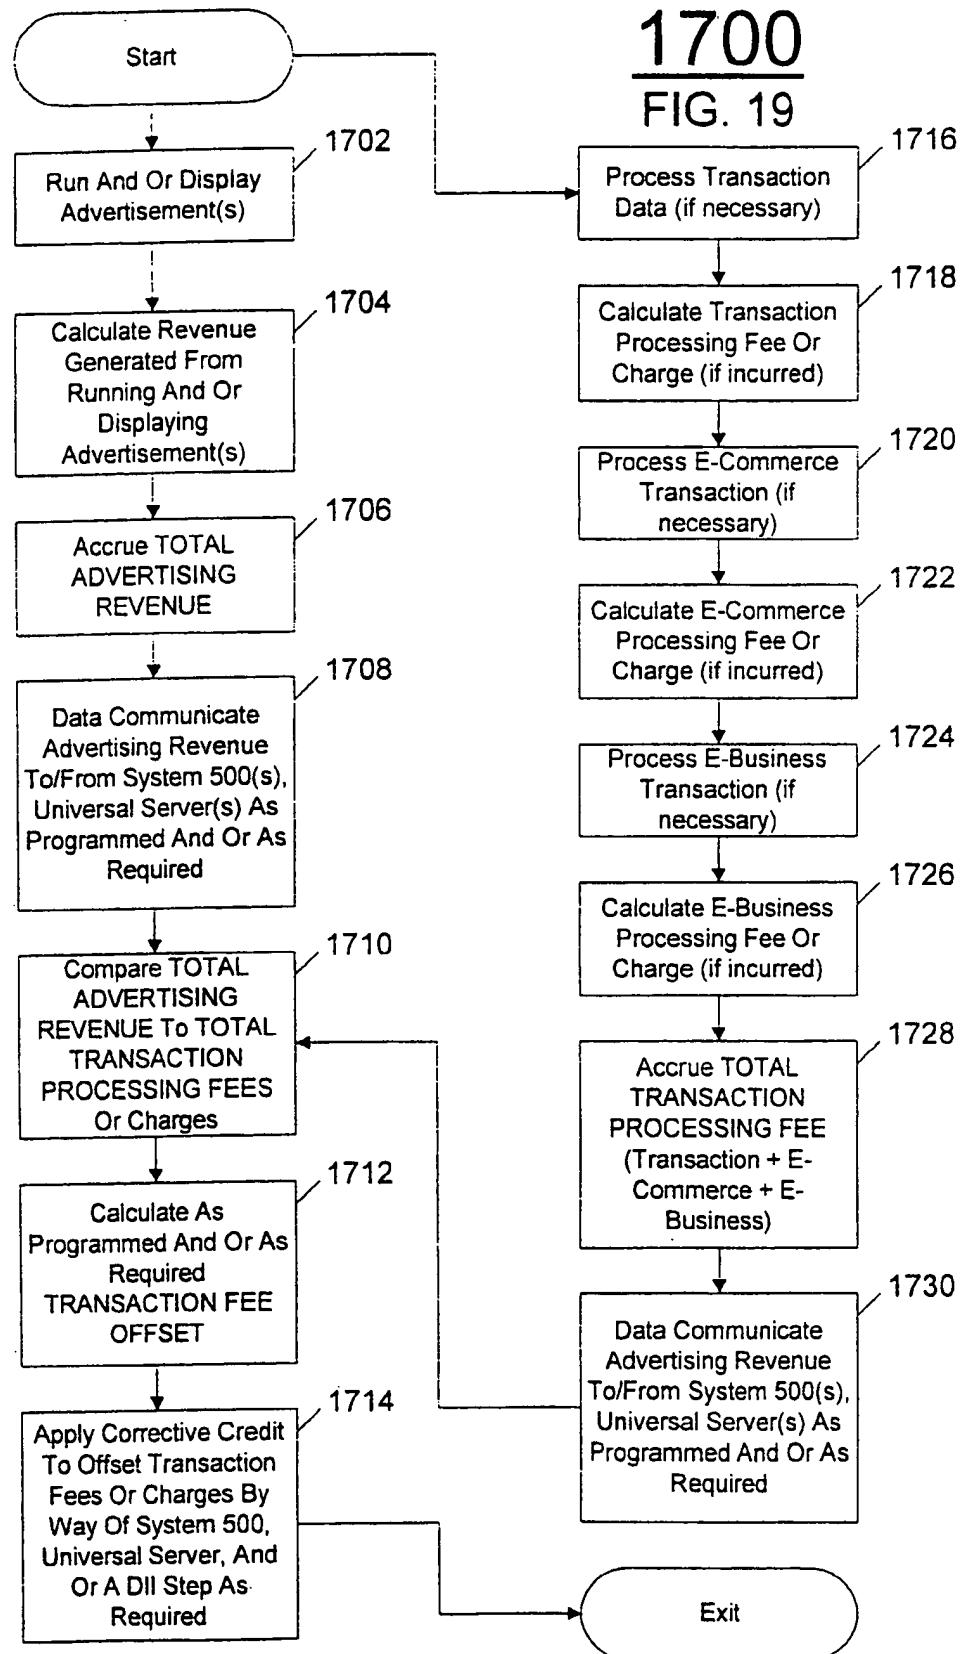 1700
FIG. 19
Start
1702
Run And Or Display
Advertisement(s)
1704
Calculate Revenue
Generated From
Running And Or
Displaying
Advertisement(s)
1706
Accrue TOTAL
ADVERTISING
REVENUE
1708
Data Communicate
Advertising Revenue
To/From System 500(s),
Universal Server(s) As
Programmed And Or As
Required
1710
Compare TOTAL
ADVERTISING
REVENUE To TOTAL
TRANSACTION
PROCESSING FEES
Or Charges
1712
Calculate As
Programmed And Or As
Required
TRANSACTION FEE
OFFSET
1714
Apply Corrective Credit
To Offset Transaction
Fees Or Charges By
Way Of System 500,
Universal Server, And
Or A DII Step As
Required
1716
Process Transaction
Data (if necessary)
1718
Calculate Transaction
Processing Fee Or
Charge (if incurred)
1720
Process E-Commerce
Transaction (if
necessary)
1722
Calculate E-Commerce
Processing Fee Or
Charge (if incurred)
1724
Process E-Business
Transaction (if
necessary)
1726
Calculate E-Business
Processing Fee Or
Charge (if incurred)
1728
Accrue TOTAL
TRANSACTION
PROCESSING FEE
(Transaction + E-
Commerce + E-
Business)
1730
Data Communicate
Advertising Revenue
To/From System 500(s),
Universal Server(s) As
Programmed And Or As
Required
Exit